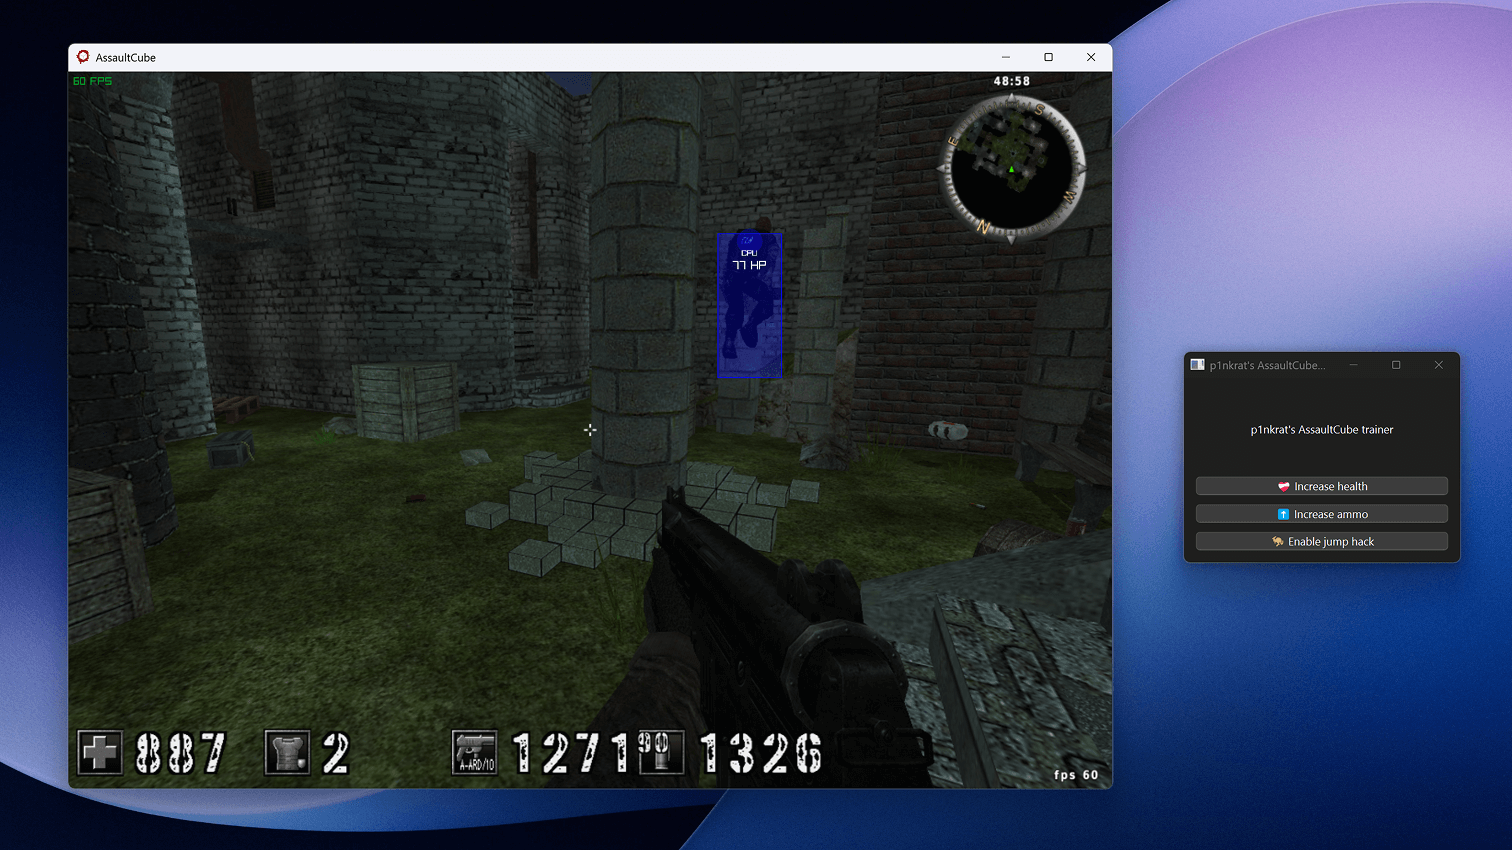 AssaultCube
60 FPS
48:58
S
E
W
N
CPU
77 HP
p1nkrat's AssaultCube...
p1nkrat's AssaultCube trainer
Increase health
Increase ammo
Enable jump hack
887
2
A-ARD/10
1271
99
1326
fps 60